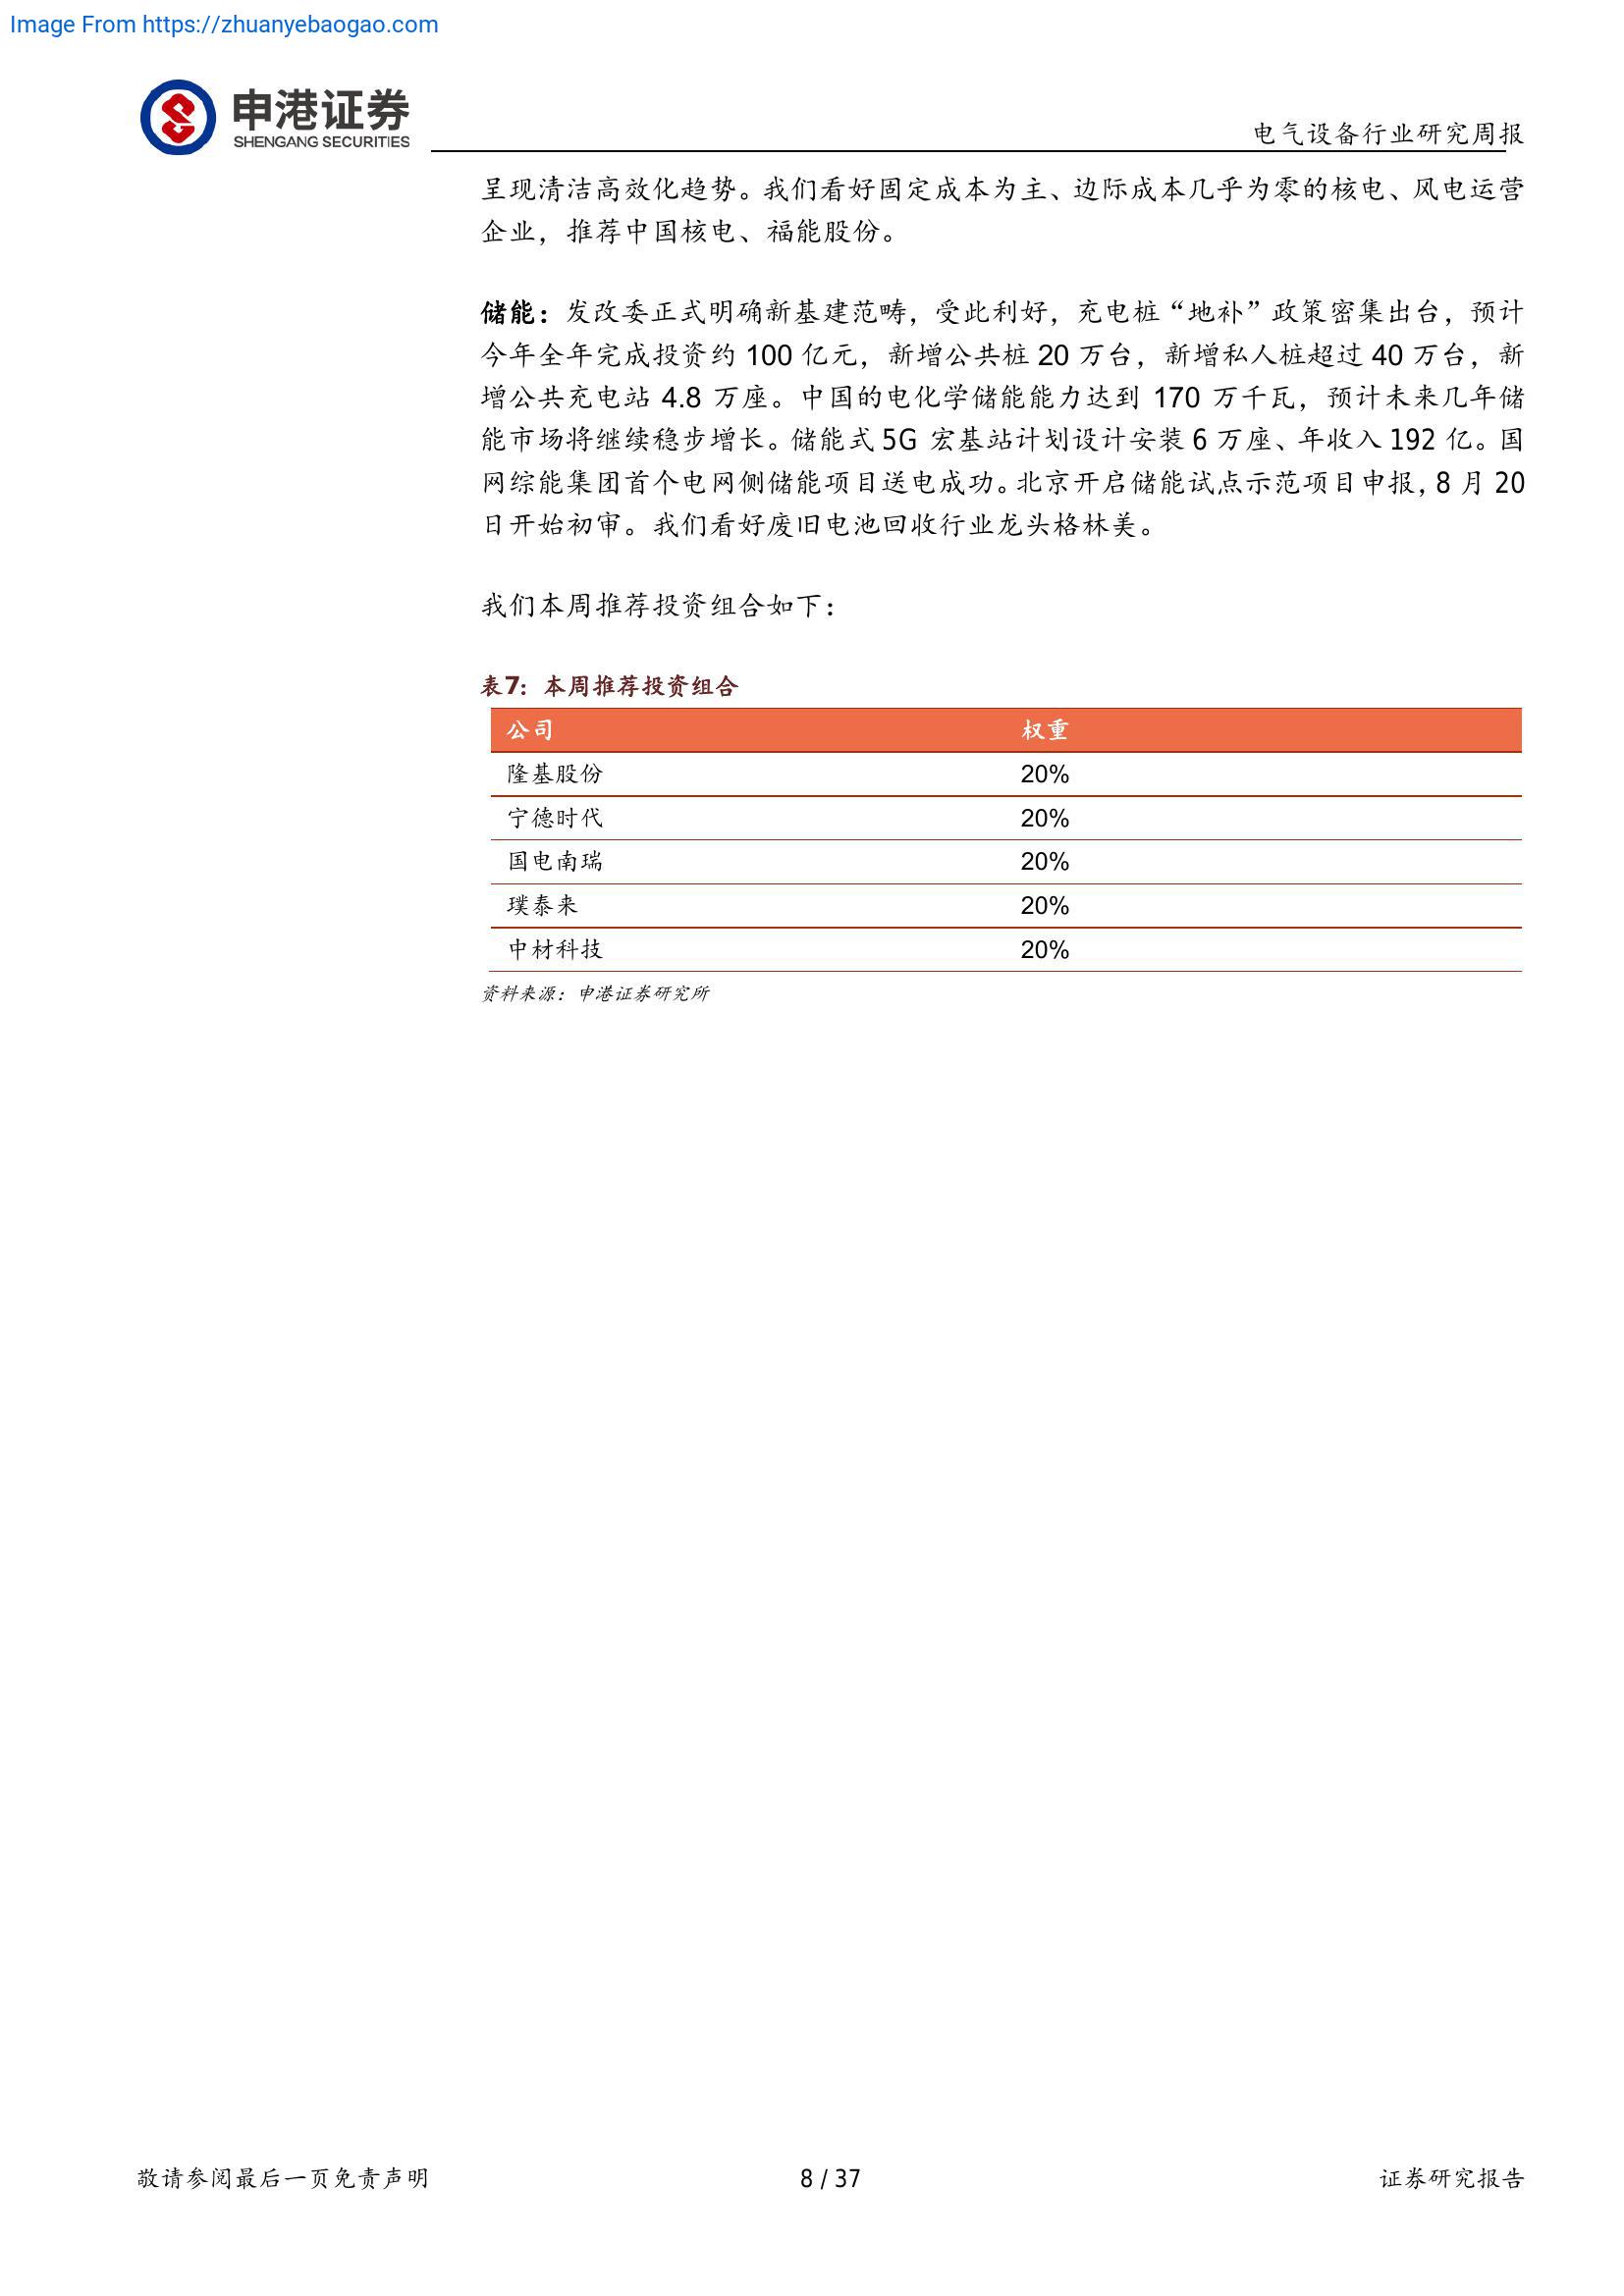 Image From https://zhuanyebaogao.com
申港证券
SHENGANG SECURITIES
电气设备行业研究周报
呈现清洁高效化趋势。我们看好固定成本为主、边际成本几乎为零的核电、风电运营
企业，推荐中国核电、福能股份。
储能：发改委正式明确新基建范畴，受此利好，充电桩“地补”政策密集出台，预计
今年全年完成投资约 100 亿元，新增公共桩 20 万台，新增私人桩超过 40 万台，新
增公共充电站 4.8 万座。中国的电化学储能能力达到 170 万千瓦，预计未来几年储
能市场将继续稳步增长。储能式 5G 宏基站计划设计安装 6 万座、年收入 192 亿。国
网综能集团首个电网侧储能项目送电成功。北京开启储能试点示范项目申报，8 月 20
日开始初审。我们看好废旧电池回收行业龙头格林美。
我们本周推荐投资组合如下：
表7：本周推荐投资组合
公司 权重
隆基股份 20%
宁德时代 20%
国电南瑞 20%
璞泰来 20%
中材科技 20%
资料来源：申港证券研究所
敬请参阅最后一页免责声明 8 / 37 证券研究报告